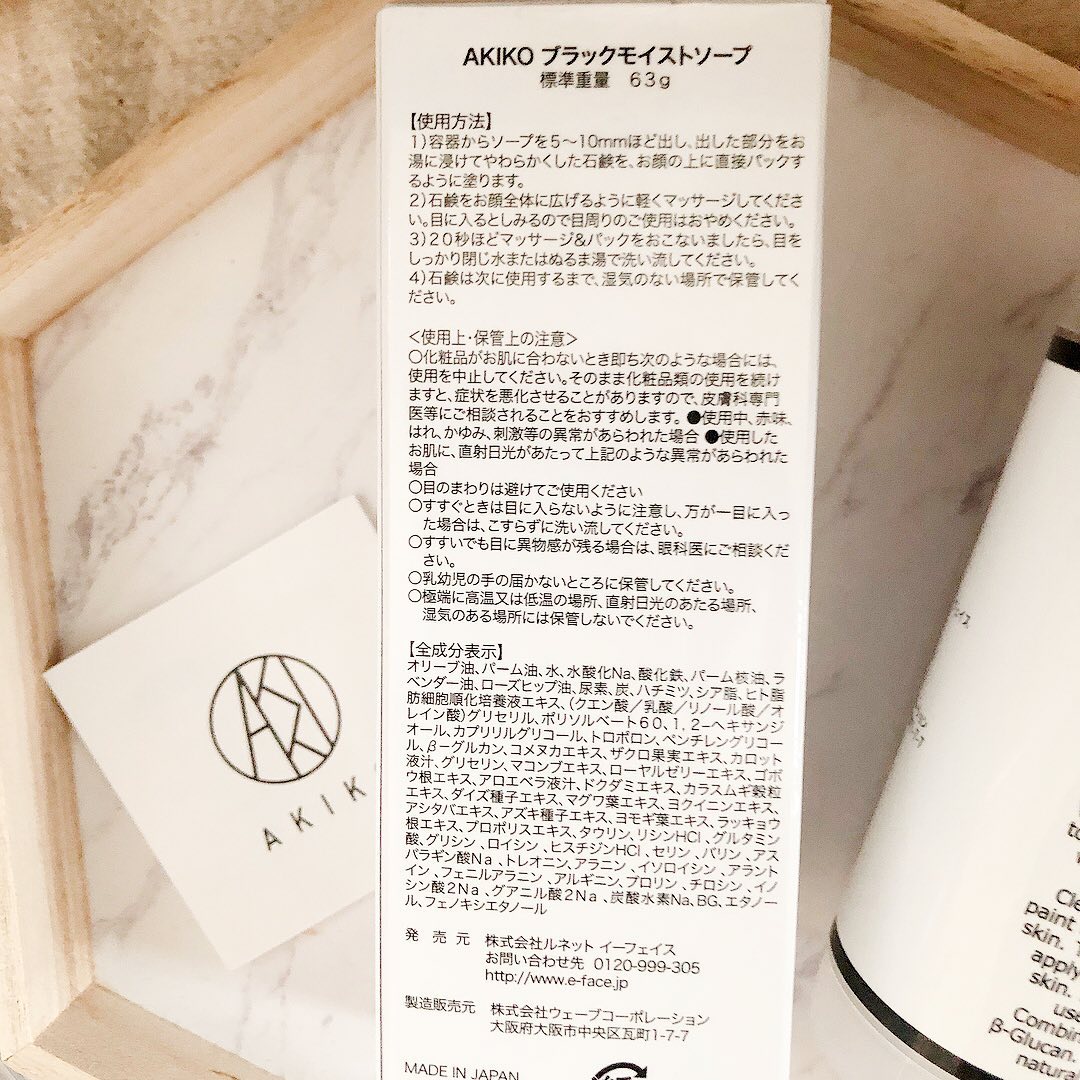 AKIKO ブラックモイストソープ
標準重量 63g
【使用方法】
1)容器からソープを5〜10mmほど出し、出した部分をお
湯に浸けてやわらかくした石鹸を、お顔の上に直接パックす
るように塗ります。
2)石鹸をお顔全体に広げるように軽くマッサージしてくださ
い。目に入るとしみるので目周りのご使用はおやめください。
3)20秒ほどマッサージ&パックをおこないましたら、目を
しっかり閉じ水またはぬるま湯で洗い流してください。
4)石鹸は次に使用するまで、湿気のない場所で保管してく
ださい。
<使用上・保管上の注意>
○化粧品がお肌に合わないとき即ち次のような場合には、
使用を中止してください。そのまま化粧品類の使用を続け
ますと、症状を悪化させることがありますので、皮膚科専門
医等にご相談されることをおすすめします。●使用中、赤味、
はれ、かゆみ、刺激等の異常があらわれた場合 ●使用した
お肌に、直射日光があたって上記のような異常があらわれた
場合
○目のまわりは避けてご使用ください
○すすぐときは目に入らないように注意し、万が一目に入っ
た場合は、こすらずに洗い流してください。
○すすいでも目に異物感が残る場合は、眼科医にご相談くだ
さい。
○乳幼児の手の届かないところに保管してください。
○極端に高温又は低温の場所、直射日光のあたる場所、
湿気のある場所には保管しないでください。
【全成分表示】
オリーブ油、パーム油、水、水酸化Na、酸化鉄、パーム核油、ラ
ベンダー油、ローズヒップ油、尿素、炭、ハチミツ、シア脂、ヒト脂
肪細胞順化培養液エキス、(クエン酸/乳酸/リノール酸/オ
レイン酸)グリセリル、ポリソルベート60、1,2-ヘキサンジ
オール、カプリリルグリコール、トロポロン、ペンチレングリコー
ル、β-グルカン、コメヌカエキス、ザクロ果実エキス、カロット
液汁、グリセリン、マコンブエキス、ローヤルゼリーエキス、ゴボ
ウ根エキス、アロエベラ液汁、ドクダミエキス、カラスムギ穀粒
エキス、ダイズ種子エキス、マグワ葉エキス、ヨクイニンエキス、
アシタバエキス、アズキ種子エキス、ヨモギ葉エキス、ラッキョウ
根エキス、プロポリスエキス、タウリン、リシンHCl、グルタミン
酸、グリシン、ロイシン、ヒスチジンHCl、セリン、バリン、アス
パラギン酸Na、トレオニン、アラニン、イソロイシン、アラント
イン、フェニルアラニン、アルギニン、プロリン、チロシン、イノ
シン酸2Na、グアニル酸2Na、炭酸水素Na、BG、エタノー
ル、フェノキシエタノール
発売元 株式会社ルネット イーフェイス
お問い合わせ先 0120-999-305
http://www.e-face.jp
製造販売元 株式会社ウェーブコーポレーション
大阪府大阪市中央区瓦町1-7-7
MADE IN JAPAN
AKIKO
AKIK
Cle
paint
skin.
apply
skin.
use
Combin
β-Glucan.
natura